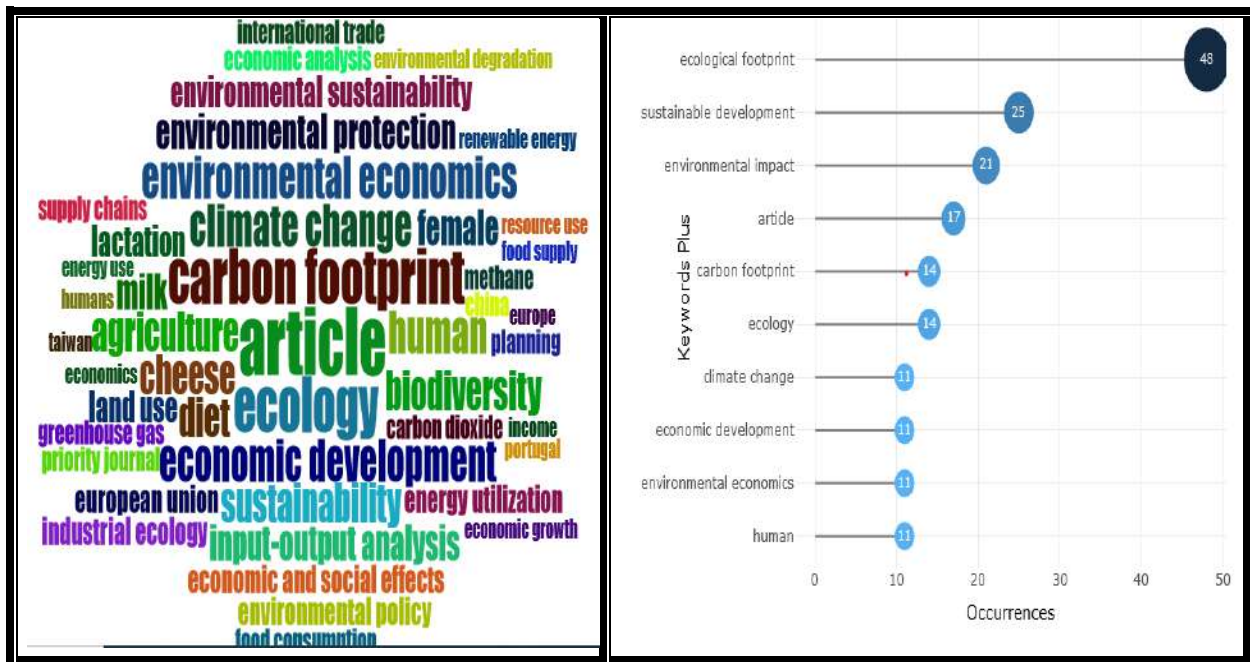 international trade
economic analysis environmental degradation
environmental sustainability
environmental protection renewable energy
environmental economics
supply chains climate change female resource use
lactation food supply
energy use carbon footprint methane
humans milk china
europe
taiwan agriculture article human planning
economics cheese biodiversity
land use diet ecology
greenhouse gas carbon dioxide income
priority journal economic development portugal
european union sustainability energy utilization
industrial ecology input-output analysis economic growth
economic and social effects
environmental policy
food consumption
Keywords Plus
ecological footprint 48
sustainable development 25
environmental impact 21
article 17
carbon footprint 14
ecology 14
climate change 11
economic development 11
environmental economics 11
human 11
0 10 20 30 40 50
Occurrences